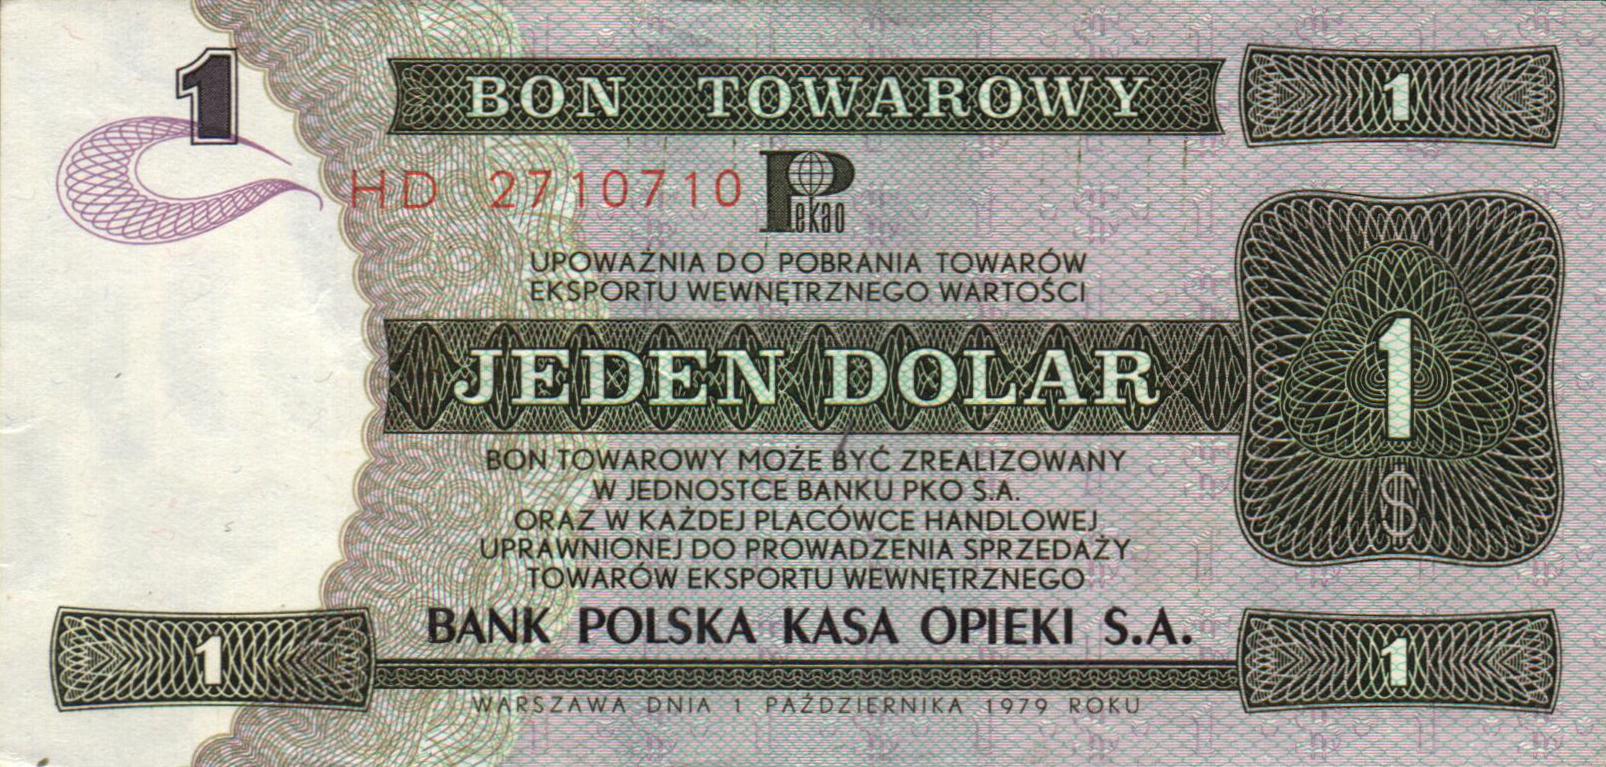 1
BON TOWAROWY
1
HD 2710710
Pekao
UPOWAŻNIA DO POBRANIA TOWARÓW
EKSPORTU WEWNĘTRZNEGO WARTOŚCI
JEDEN DOLAR
1
$
BON TOWAROWY MOŻE BYĆ ZREALIZOWANY
W JEDNOSTCE BANKU PKO S.A.
ORAZ W KAŻDEJ PLACÓWCE HANDLOWEJ
UPRAWNIONEJ DO PROWADZENIA SPRZEDAŻY
TOWARÓW EKSPORTU WEWNĘTRZNEGO
BANK POLSKA KASA OPIEKI S.A.
1
1
WARSZAWA DNIA 1 PAŹDZIERNIKA 1979 ROKU